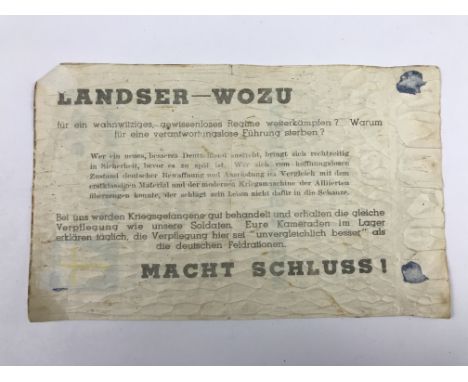 LANDSER—WOZU
für ein wahnwitziges, gewissenloses Regime weiterkämpfen? Warum
für eine verantwortungslose Führung sterben?
Wer ein neues, besseres Deutschland anstrebt, bringt sich rechtzeitig
in Sicherheit, bevor es zu spät ist. Wer sich vom hoffnungslosen
Zustand deutscher Bewaffnung und Ausrüstung im Vergleich mit dem
erstklassigen Material und der modernen Kriegsmaschine der Alliierten
überzeugen konnte, der schlägt sein Leben nicht dafür in die Schanze.
Bei uns werden Kriegsgefangene gut behandelt und erhalten die gleiche
Verpflegung wie unsere Soldaten. Eure Kameraden im Lager
erklären täglich, die Verpflegung hier sei "unvergleichlich besser" als
die deutschen Feldrationen.
MACHT SCHLUSS!